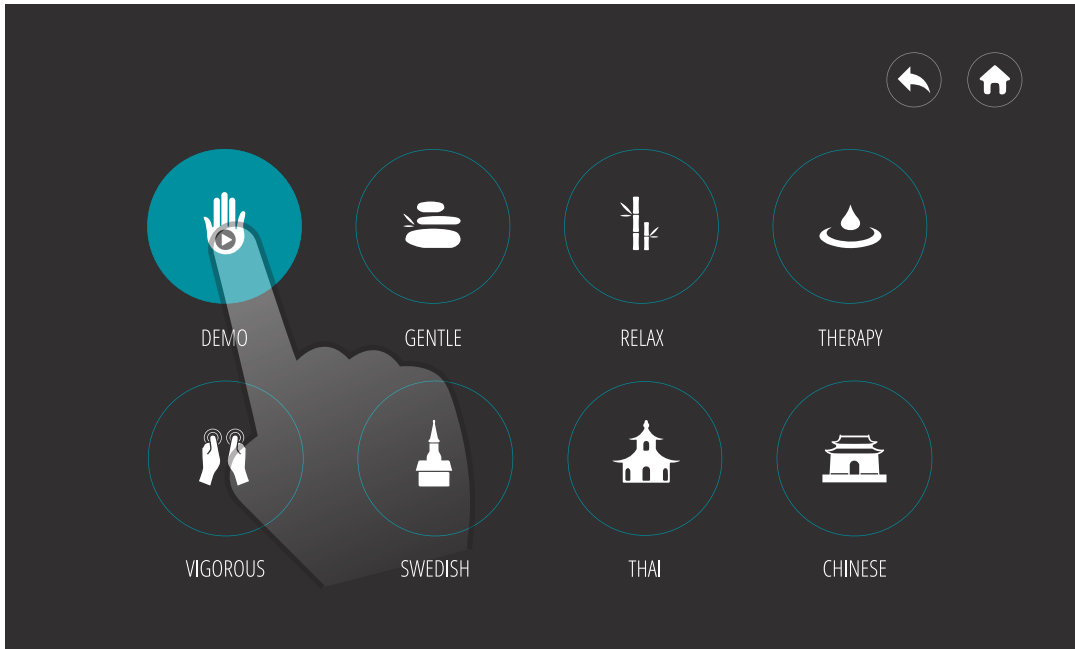 DEMO
GENTLE
RELAX
THERAPY
VIGOROUS
SWEDISH
THAI
CHINESE